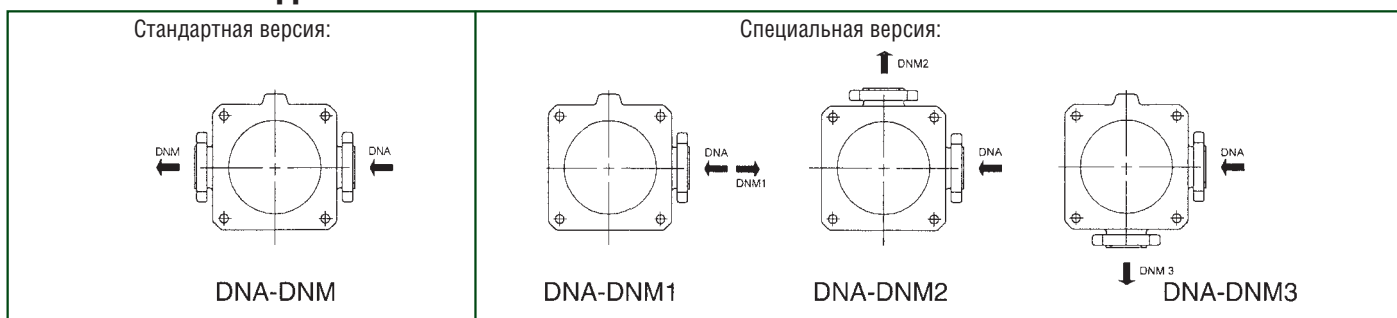 Стандартная версия:
Специальная версия:
DNM
DNA
DNA
DNM1
DNM2
DNA
DNA
DNM 3
DNA-DNM
DNA-DNM1
DNA-DNM2
DNA-DNM3